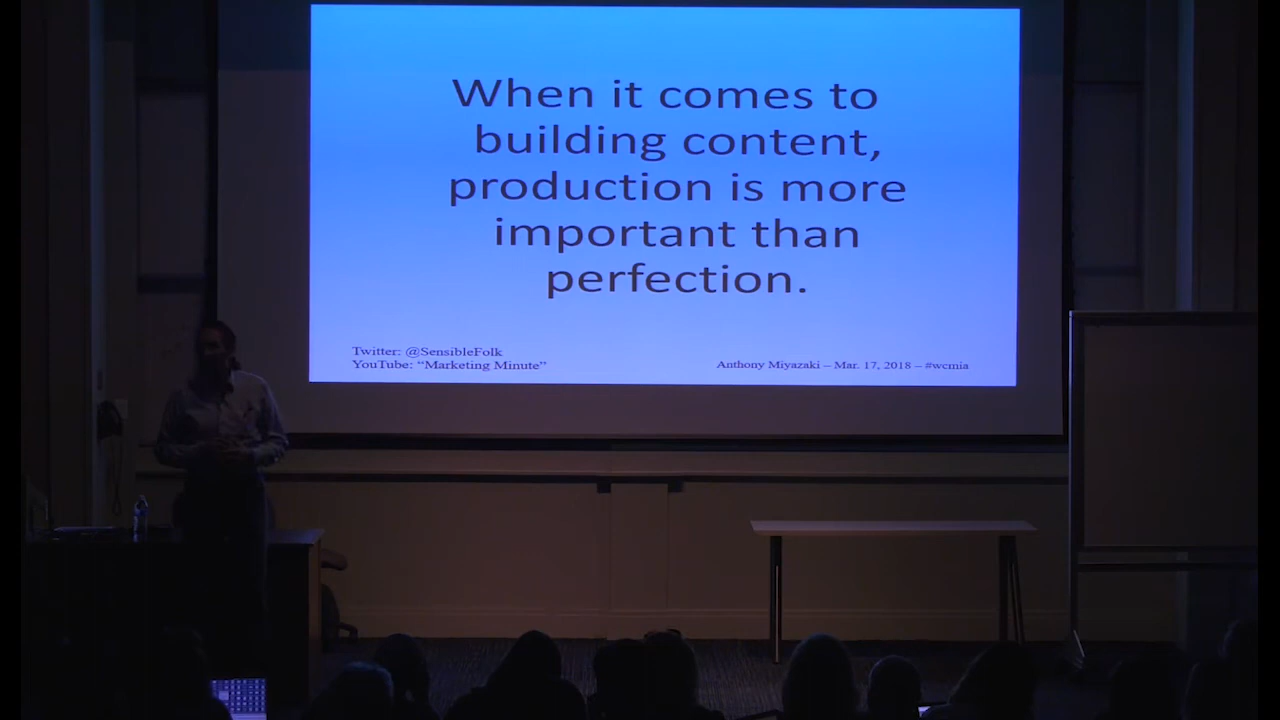 When it comes to
building content,
production is more
important than
perfection.
Twitter: @SensibleFolk
YouTube: “Marketing Minute”
Anthony Miyazaki – Mar. 17, 2018 – #wcmia